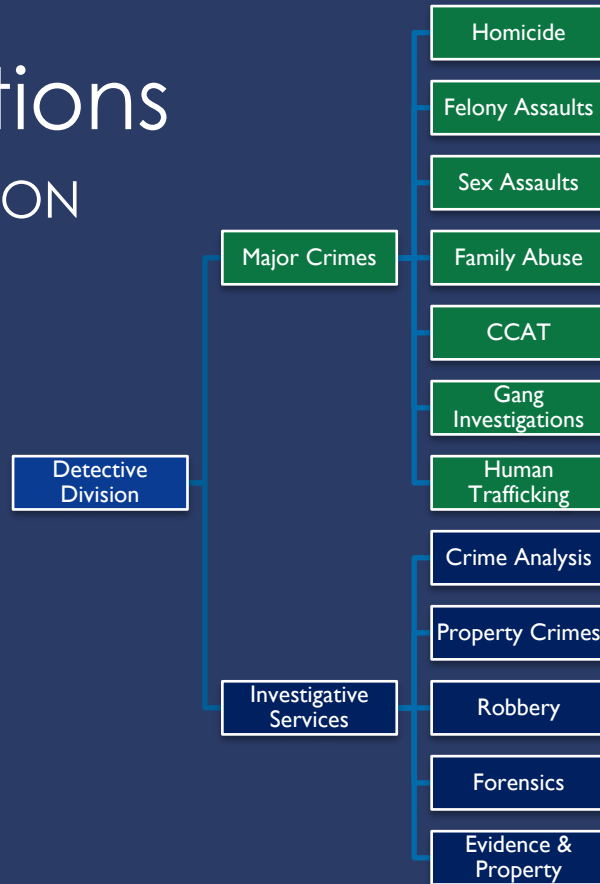 tions
ON
Homicide
Felony Assaults
Sex Assaults
Major Crimes
Family Abuse
CCAT
Gang
Investigations
Detective
Division
Human
Trafficking
Crime Analysis
Property Crimes
Investigative
Services
Robbery
Forensics
Evidence &
Property